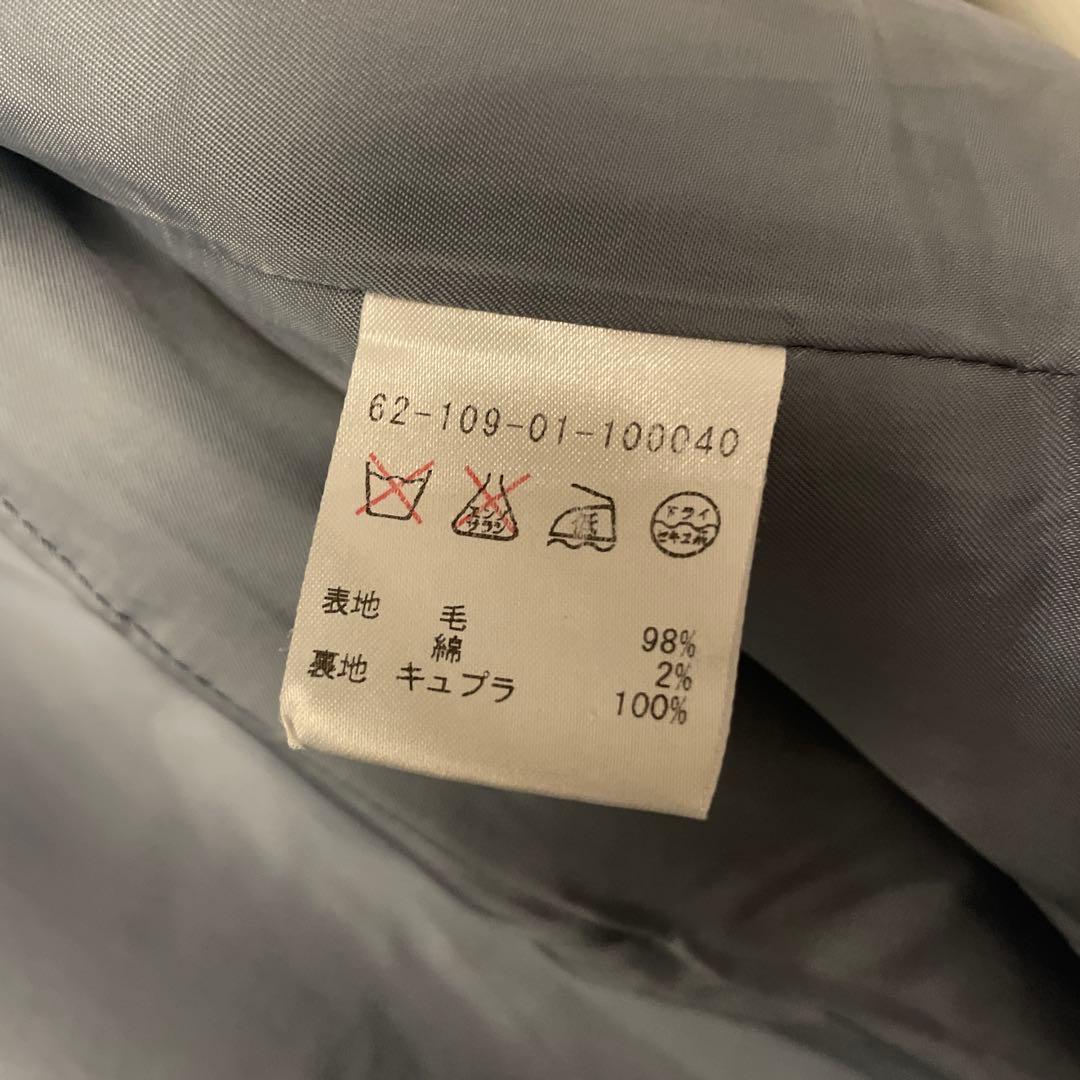 62-109-01-100040
エンソ
サラシ
低
ドライ
セキユ系
表地 毛 98%
綿 2%
裏地 キュプラ 100%